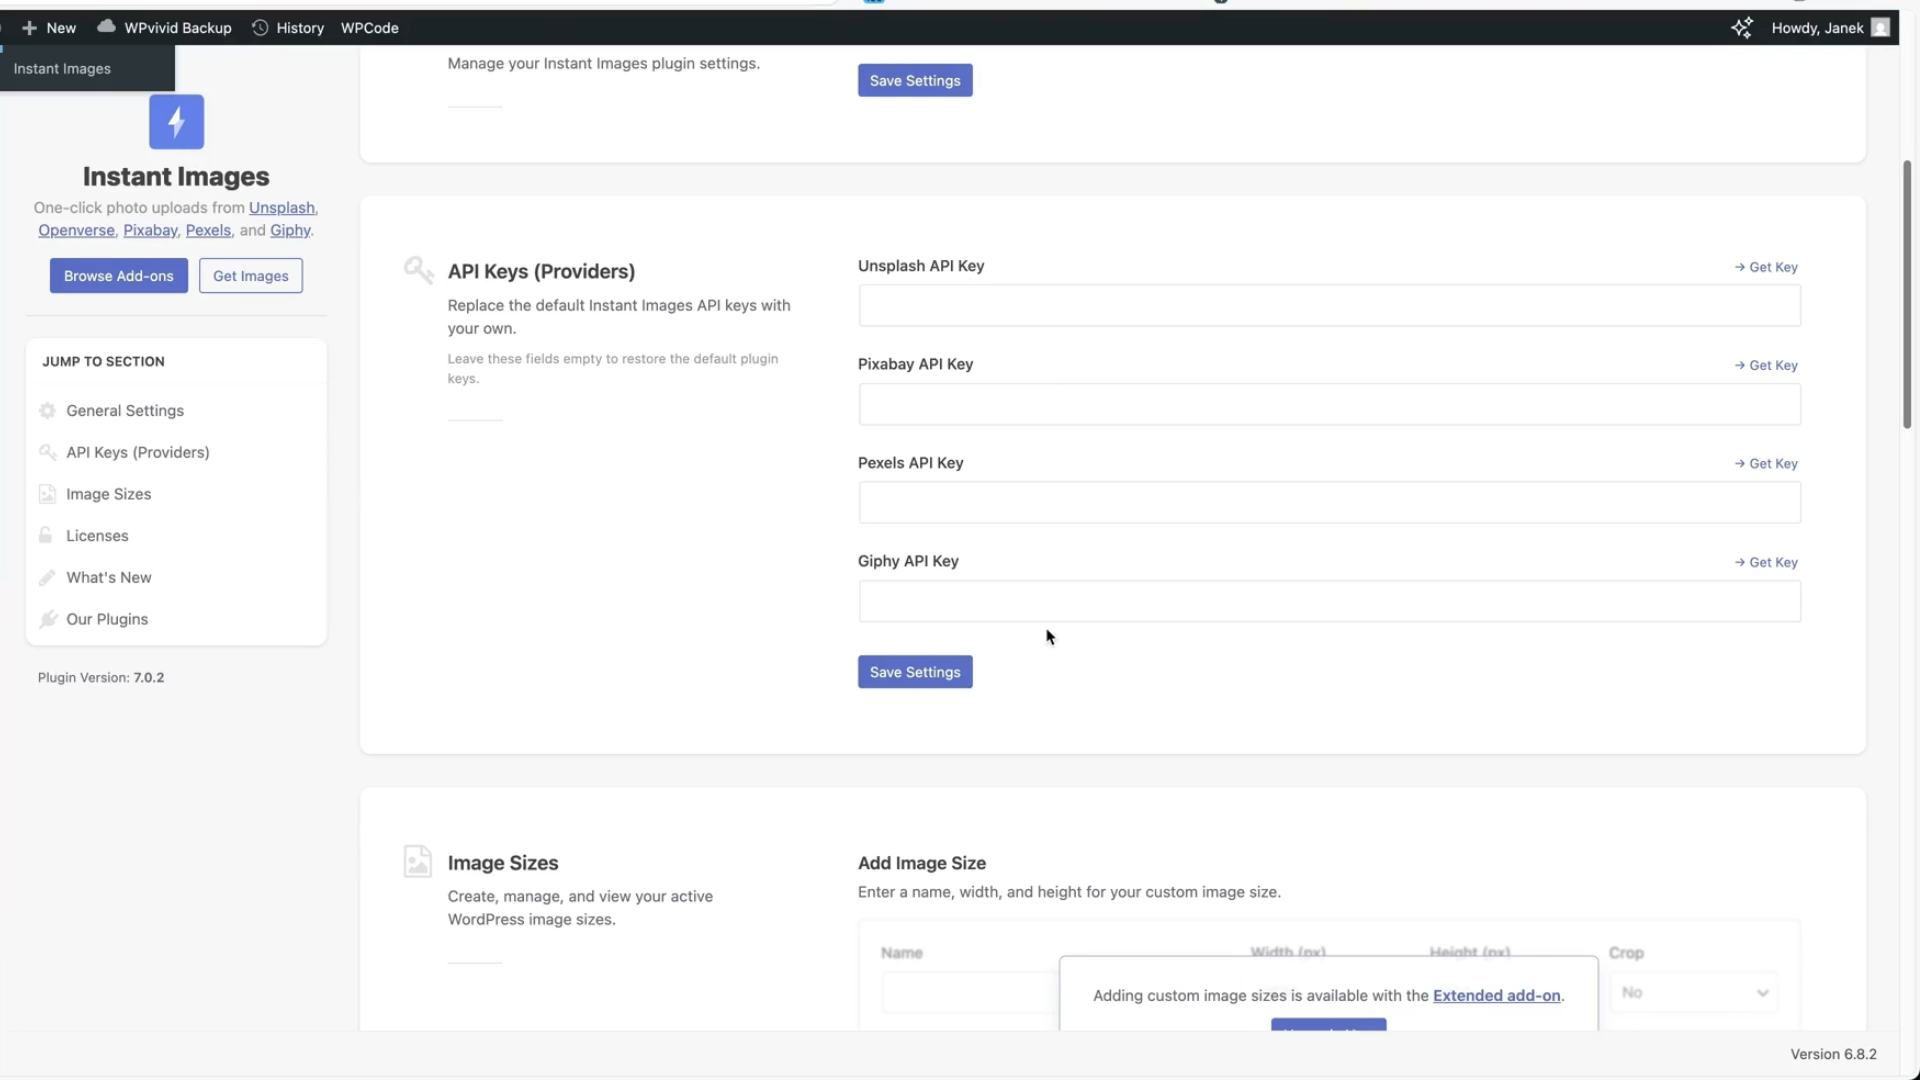 New
WPvivid Backup
History
WPCode
Howdy, Janek
Instant Images
Instant Images
One-click photo uploads from Unsplash,
Openverse, Pixabay, Pexels, and Giphy.
Browse Add-ons
Get Images
JUMP TO SECTION
General Settings
API Keys (Providers)
Image Sizes
Licenses
What's New
Our Plugins
Plugin Version: 7.0.2
Manage your Instant Images plugin settings.
Save Settings
API Keys (Providers)
Replace the default Instant Images API keys with
your own.
Leave these fields empty to restore the default plugin
keys.
Unsplash API Key
→ Get Key
Pixabay API Key
→ Get Key
Pexels API Key
→ Get Key
Giphy API Key
→ Get Key
Save Settings
Image Sizes
Create, manage, and view your active
WordPress image sizes.
Add Image Size
Enter a name, width, and height for your custom image size.
Name
Width (px)
Height (px)
Crop
No
Adding custom image sizes is available with the Extended add-on.
Version 6.8.2